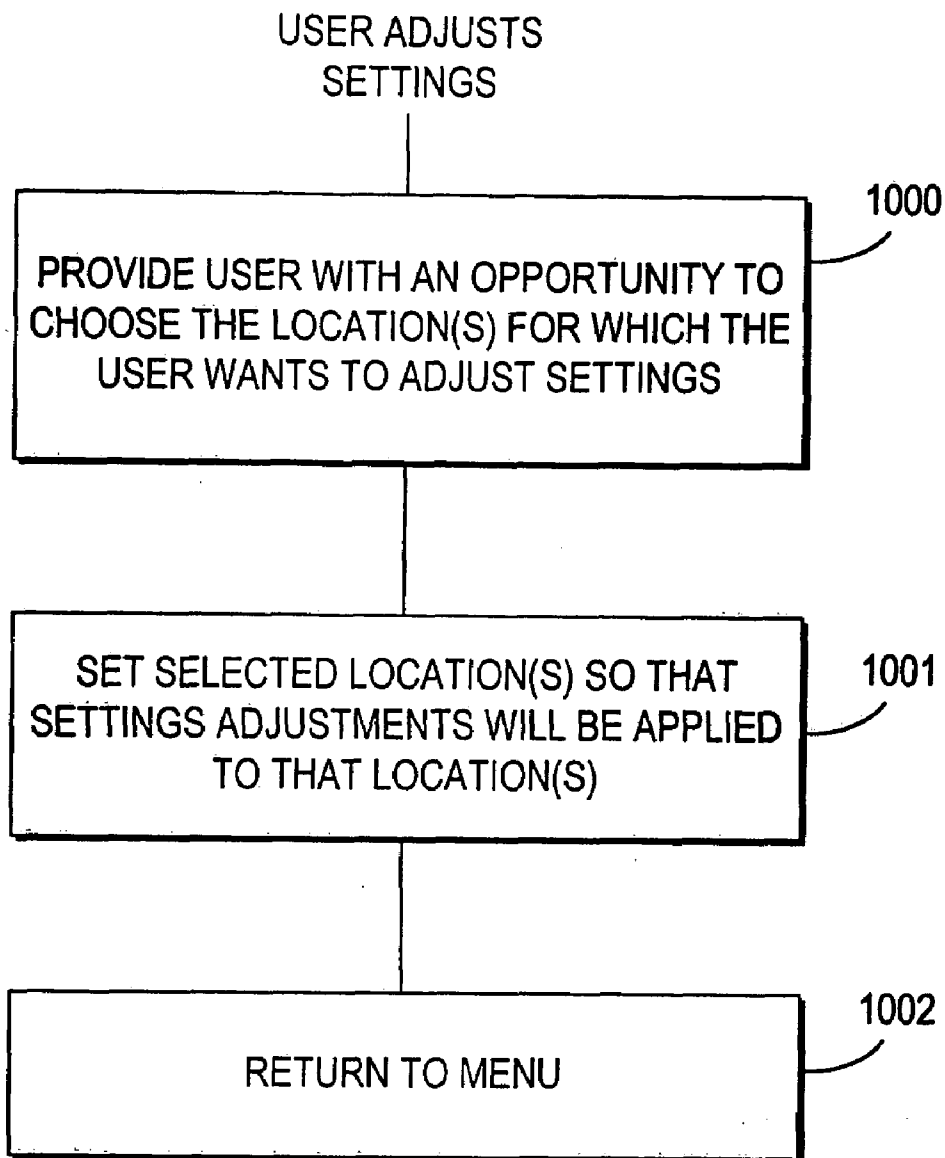 USER ADJUSTS
SETTINGS
1000
PROVIDE USER WITH AN OPPORTUNITY TO
CHOOSE THE LOCATION(S) FOR WHICH THE
USER WANTS TO ADJUST SETTINGS
1001
SET SELECTED LOCATION(S) SO THAT
SETTINGS ADJUSTMENTS WILL BE APPLIED
TO THAT LOCATION(S)
1002
RETURN TO MENU